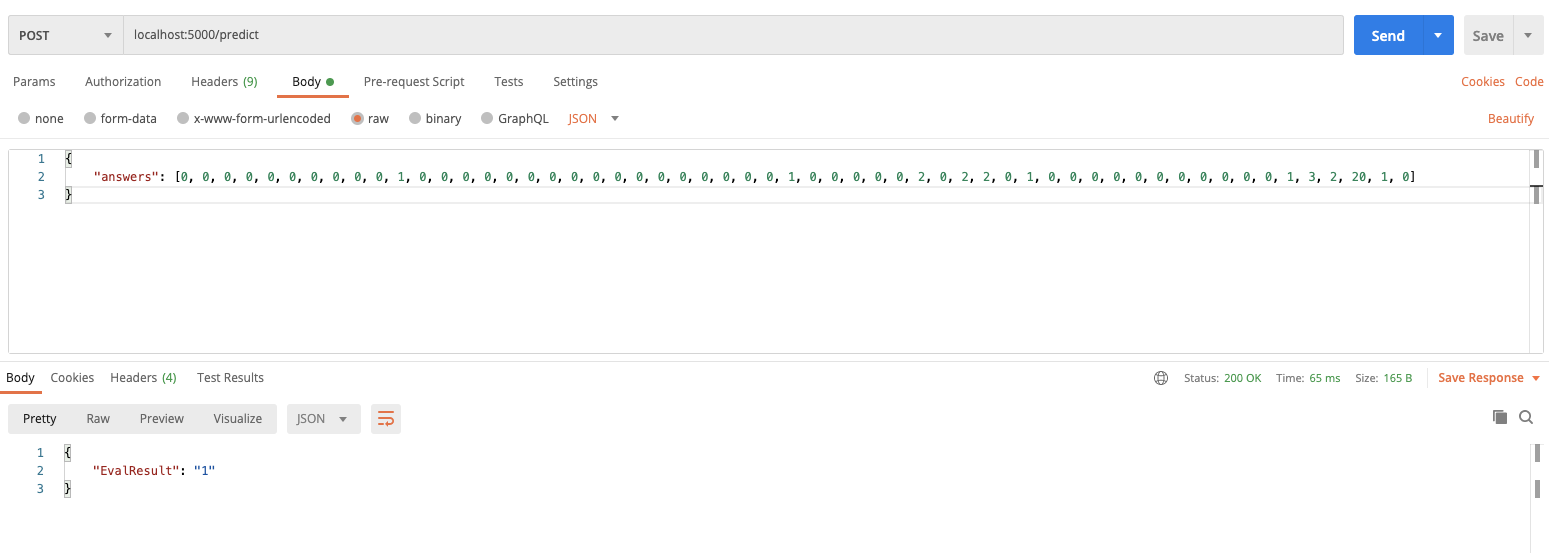 POST localhost:5000/predict Send Save
Params Authorization Headers (9) Body Pre-request Script Tests Settings Cookies Code
none form-data x-www-form-urlencoded raw binary GraphQL JSON Beautify
1 {
2 "answers": [0, 0, 0, 0, 0, 0, 0, 0, 0, 0, 1, 0, 0, 0, 0, 0, 0, 0, 0, 0, 0, 0, 0, 0, 0, 0, 0, 0, 1, 0, 0, 0, 0, 0, 2, 0, 2, 2, 0, 1, 0, 0, 0, 0, 0, 0, 0, 0, 0, 0, 0, 1, 3, 2, 20, 1, 0]
3 }
Body Cookies Headers (4) Test Results Status: 200 OK Time: 65 ms Size: 165 B Save Response
Pretty Raw Preview Visualize JSON
1 {
2 "EvalResult": "1"
3 }